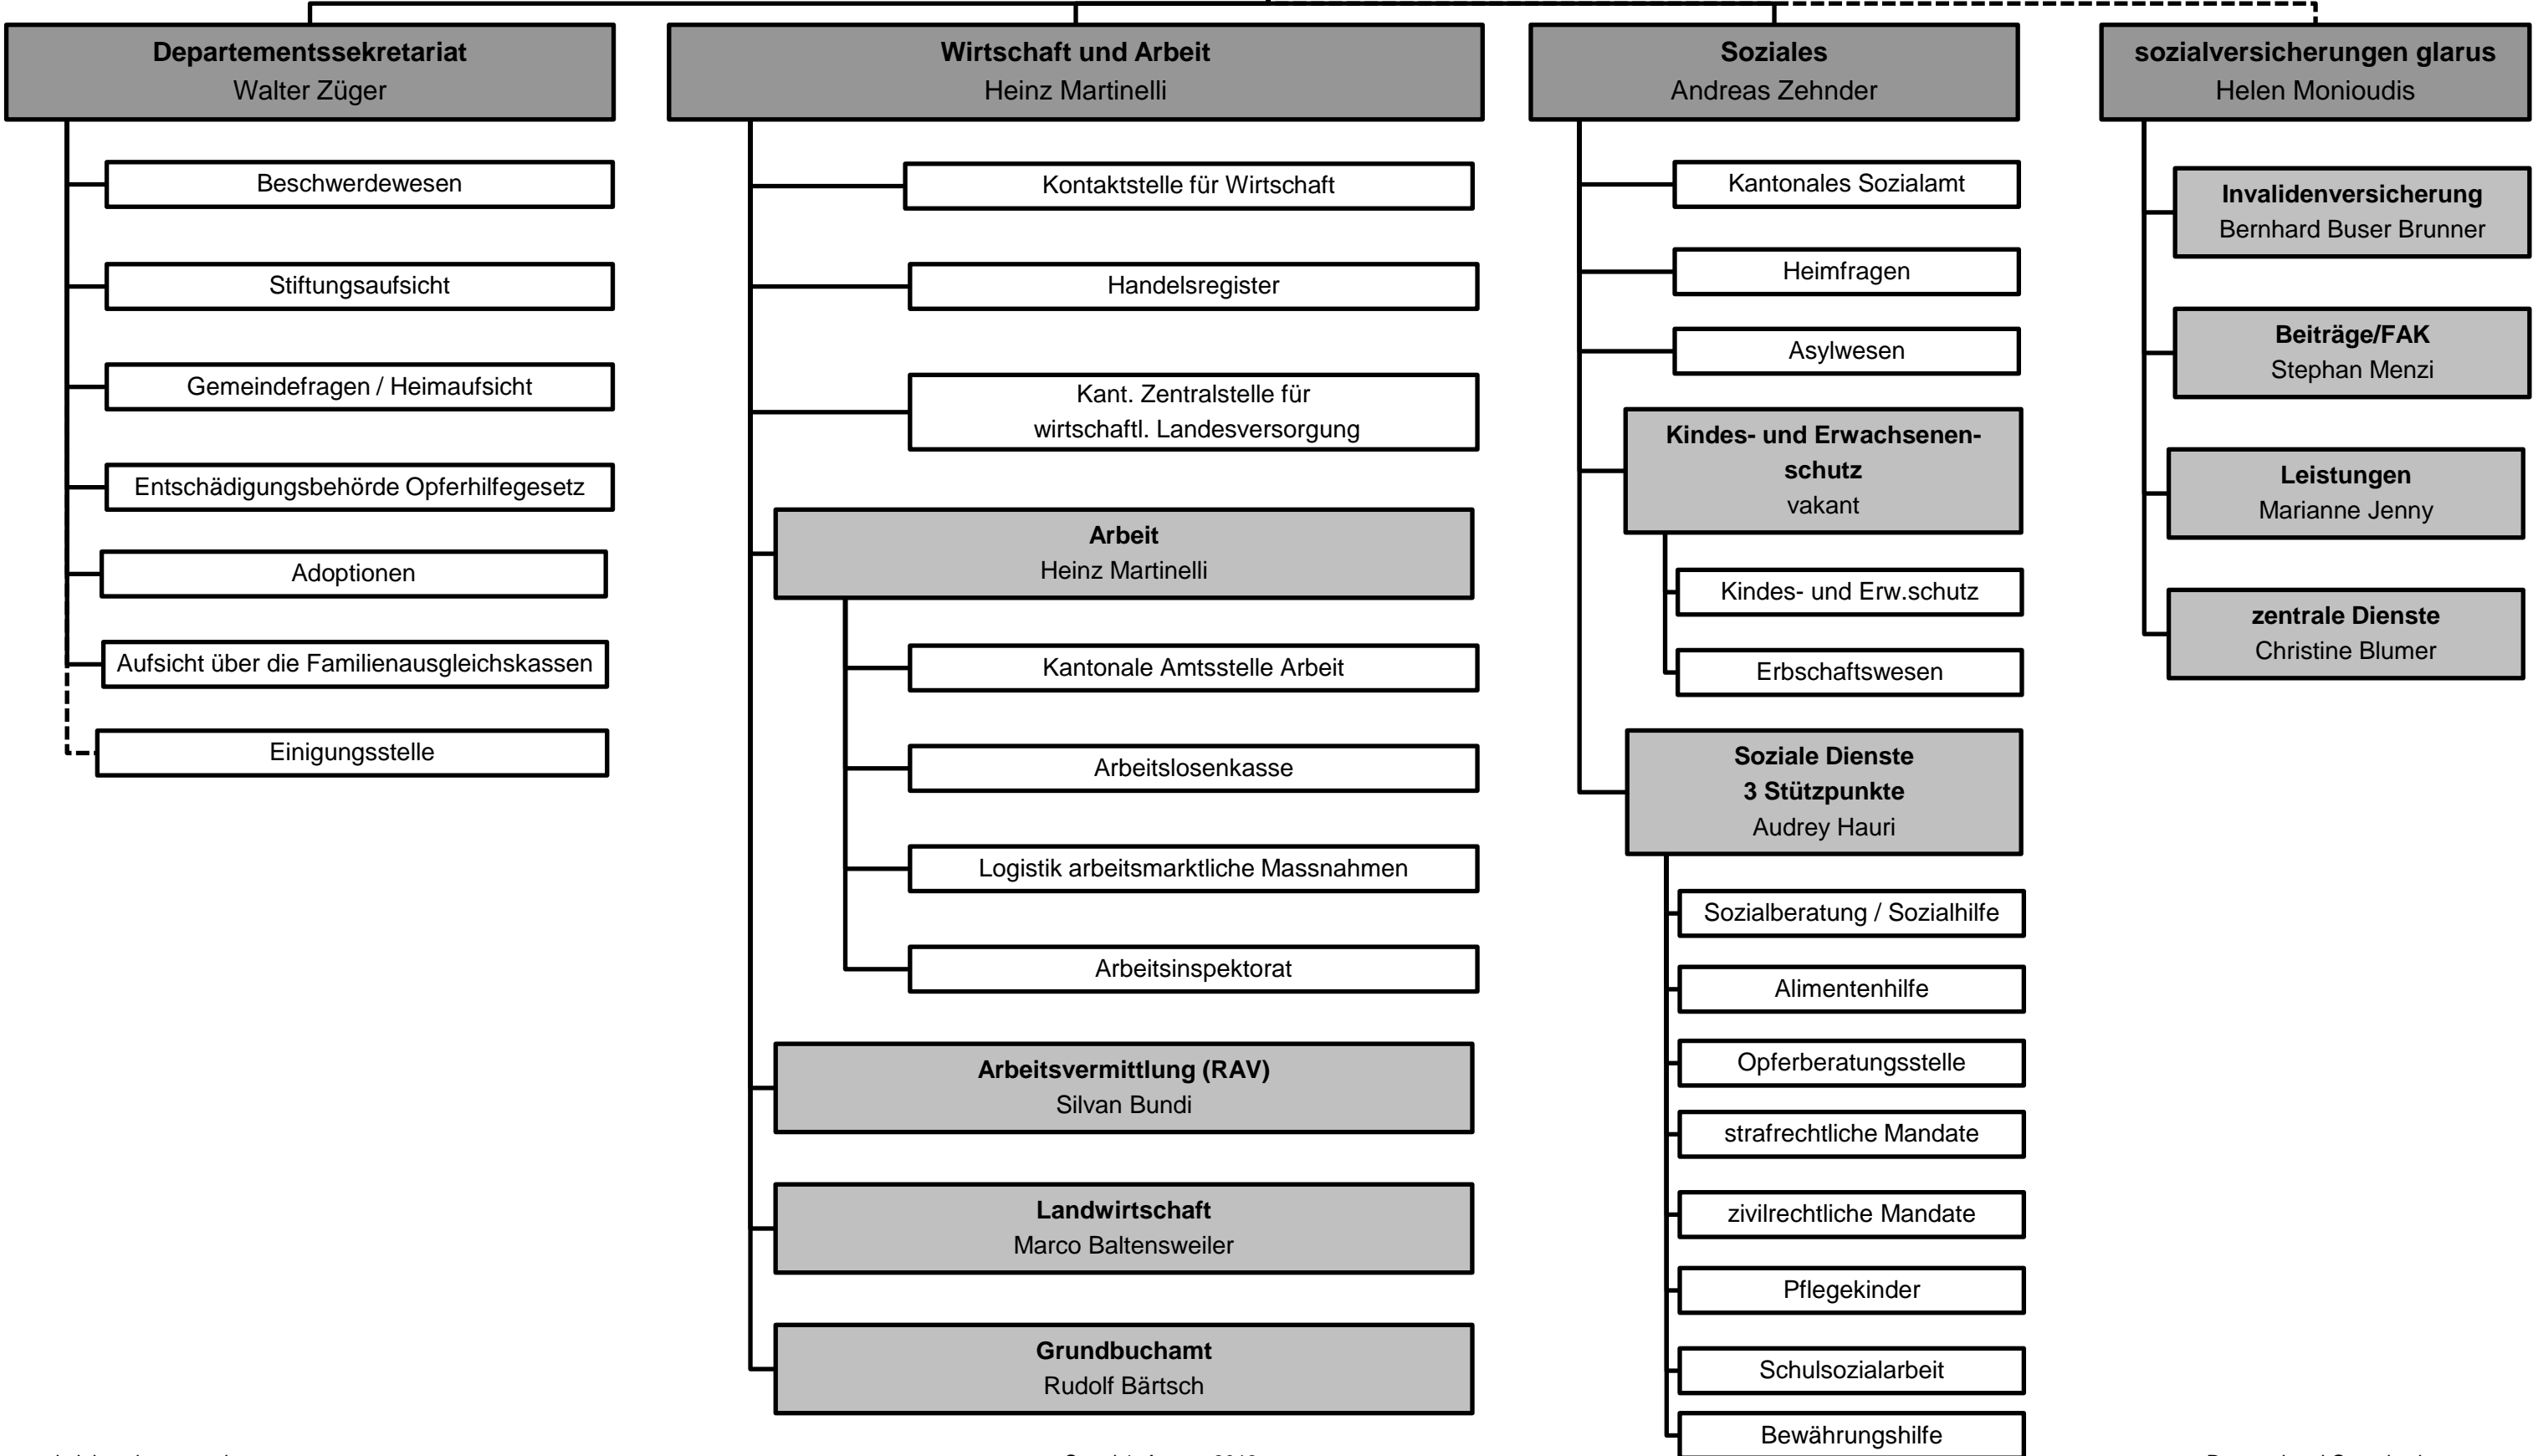 Departementssekretariat
Walter Züger
Beschwerdewesen
Stiftungsaufsicht
Gemeindefragen / Heimaufsicht
Entschädigungsbehörde Opferhilfegesetz
Adoptionen
Aufsicht über die Familienausgleichskassen
Einigungsstelle
Wirtschaft und Arbeit
Heinz Martinelli
Kontaktstelle für Wirtschaft
Handelsregister
Kant. Zentralstelle für
wirtschaftl. Landesversorgung
Arbeit
Heinz Martinelli
Kantonale Amtsstelle Arbeit
Arbeitslosenkasse
Logistik arbeitsmarktliche Massnahmen
Arbeitsinspektorat
Arbeitsvermittlung (RAV)
Silvan Bundi
Landwirtschaft
Marco Baltensweiler
Grundbuchamt
Rudolf Bärtsch
Soziales
Andreas Zehnder
Kantonales Sozialamt
Heimfragen
Asylwesen
Kindes- und Erwachsenen-
schutz
vakant
Kindes- und Erw.schutz
Erbschaftswesen
Soziale Dienste
3 Stützpunkte
Audrey Hauri
Sozialberatung / Sozialhilfe
Alimentenhilfe
Opferberatungsstelle
strafrechtliche Mandate
zivilrechtliche Mandate
Pflegekinder
Schulsozialarbeit
Bewährungshilfe
sozialversicherungen glarus
Helen Monioudis
Invalidenversicherung
Bernhard Buser Brunner
Beiträge/FAK
Stephan Menzi
Leistungen
Marianne Jenny
zentrale Dienste
Christine Blumer